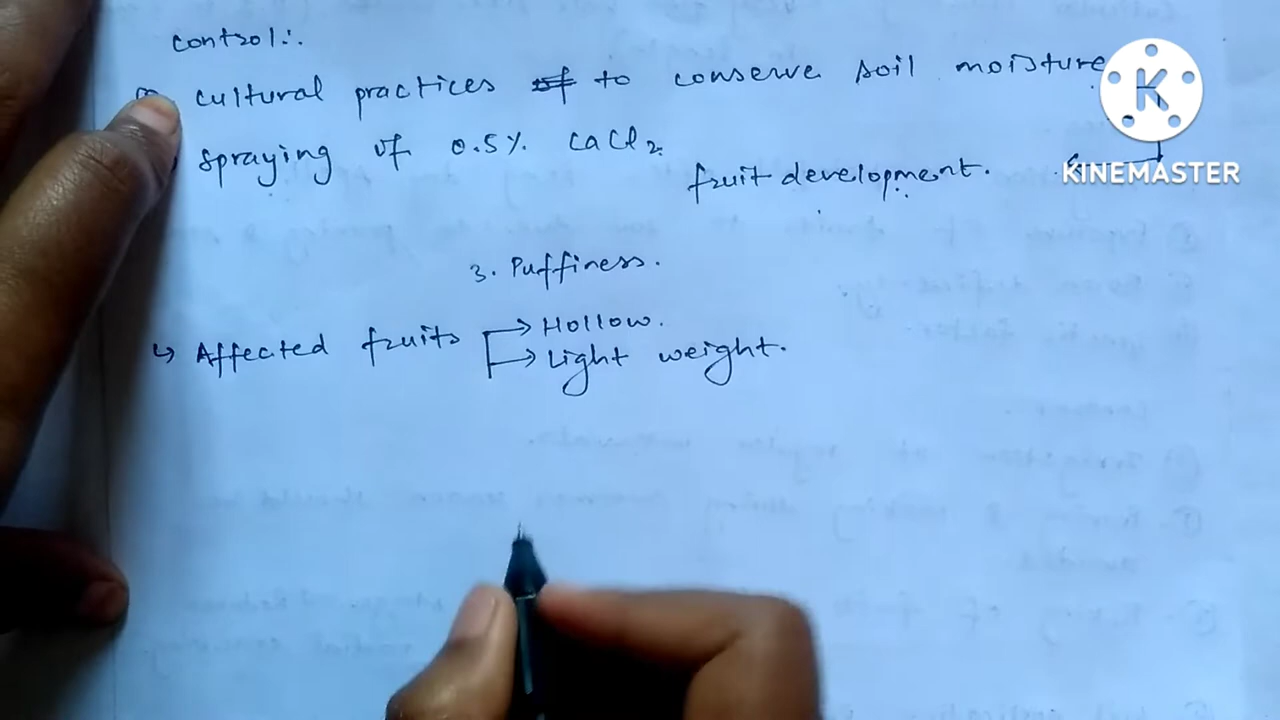 control:.
cultural practices of to conserve soil moisture
spraying of 0.5% CaCl2
fruit development.
K
KINEMASTER
3. Puffiness.
↳ Affected fruits → Hollow.
→ Light weight.